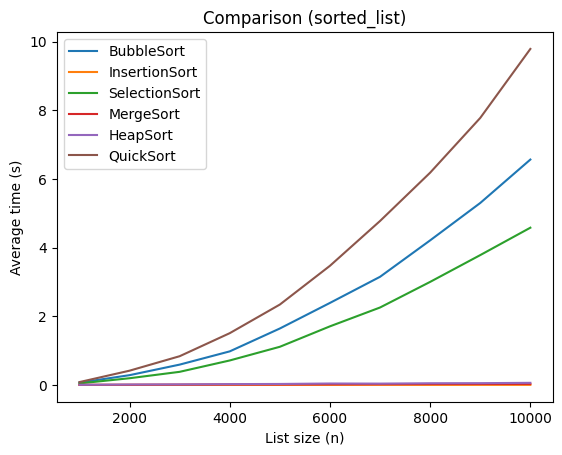 Comparison (sorted_list)
BubbleSort
InsertionSort
SelectionSort
MergeSort
HeapSort
QuickSort
Average time (s)
10
8
6
4
2
0
2000 4000 6000 8000 10000
List size (n)